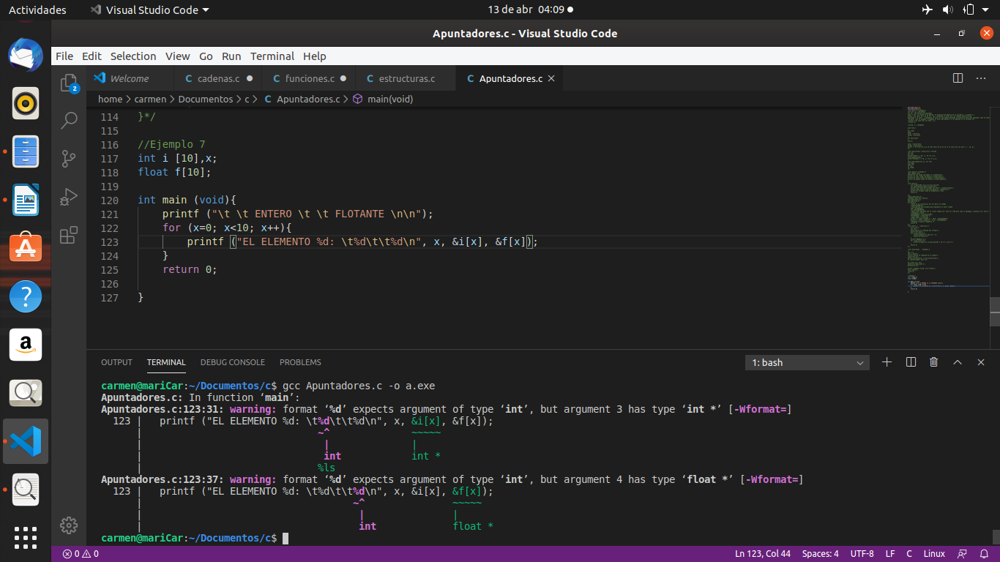 Actividades
Visual Studio Code
13 de abr 04:09
Apuntadores.c - Visual Studio Code
File Edit Selection View Go Run Terminal Help
2
Welcome
C cadenas.c
C funciones.c
C estructuras.c
C Apuntadores.c
home > carmen > Documentos > c > C Apuntadores.c > main(void)
114 }*/
115
116 //Ejemplo 7
117 int i [10],x;
118 float f[10];
119
120 int main (void){
121 printf ("\t \t ENTERO \t \t FLOTANTE \n\n");
122 for (x=0; x<10; x++){
123 printf ("EL ELEMENTO %d: \t%d\t\t%d\n", x, &i[x], &f[x]);
124 }
125 return 0;
126
127 }
OUTPUT TERMINAL DEBUG CONSOLE PROBLEMS
1: bash
carmen@mariCar:~/Documentos/c$ gcc Apuntadores.c -o a.exe
Apuntadores.c: In function ‘main’:
Apuntadores.c:123:31: warning: format ‘%d’ expects argument of type ‘int’, but argument 3 has type ‘int *’ [-Wformat=]
123 | printf ("EL ELEMENTO %d: \t%d\t\t%d\n", x, &i[x], &f[x]);
| ~^ ~~~~~
| | |
| int int *
| %ls
Apuntadores.c:123:37: warning: format ‘%d’ expects argument of type ‘int’, but argument 4 has type ‘float *’ [-Wformat=]
123 | printf ("EL ELEMENTO %d: \t%d\t\t%d\n", x, &i[x], &f[x]);
| ~^ ~~~~~
| | |
| int float *
carmen@mariCar:~/Documentos/c$
0 0
Ln 123, Col 44 Spaces: 4 UTF-8 LF C Linux